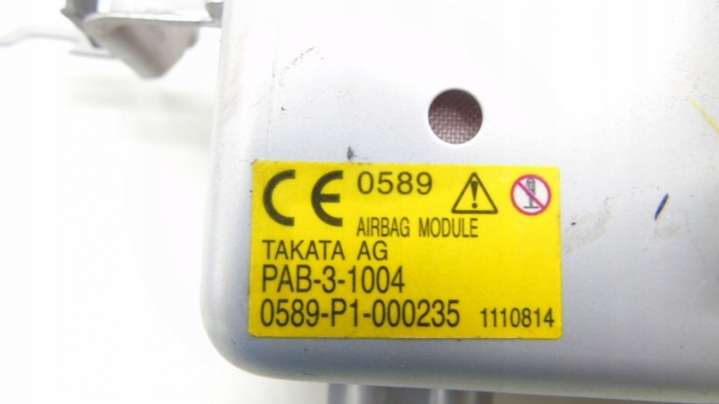 CE 0589
AIRBAG MODULE
TAKATA AG
PAB-3-1004
0589-P1-000235 1110814